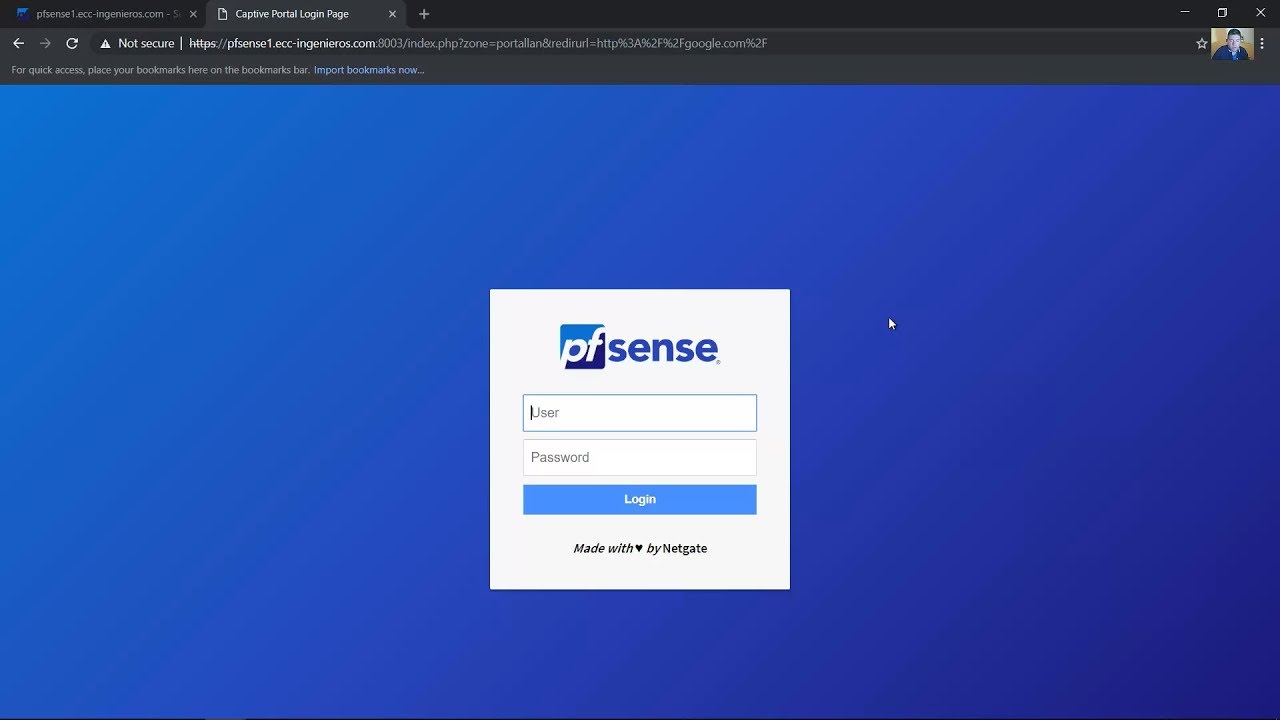 pfsense1.ecc-ingenieros.com - S
Captive Portal Login Page
Not secure | https://pfsense1.ecc-ingenieros.com:8003/index.php?zone=portallan&redirurl=http%3A%2F%2Fgoogle.com%2F
For quick access, place your bookmarks here on the bookmarks bar. Import bookmarks now...
pfsense®
User
Password
Login
Made with ♥ by Netgate